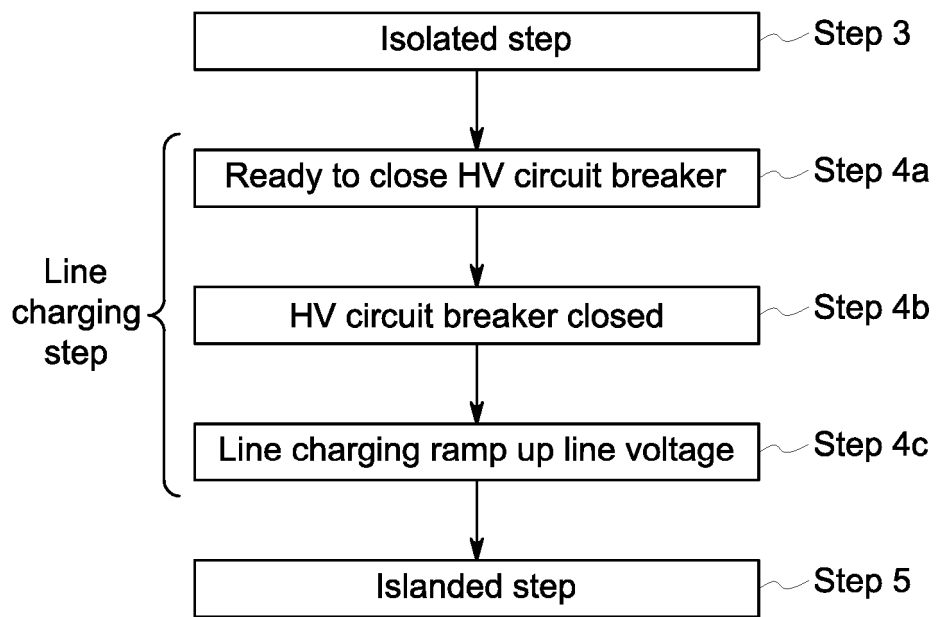 Isolated step
Step 3
Ready to close HV circuit breaker
Step 4a
Line
charging
step
HV circuit breaker closed
Step 4b
Line charging ramp up line voltage
Step 4c
Islanded step
Step 5